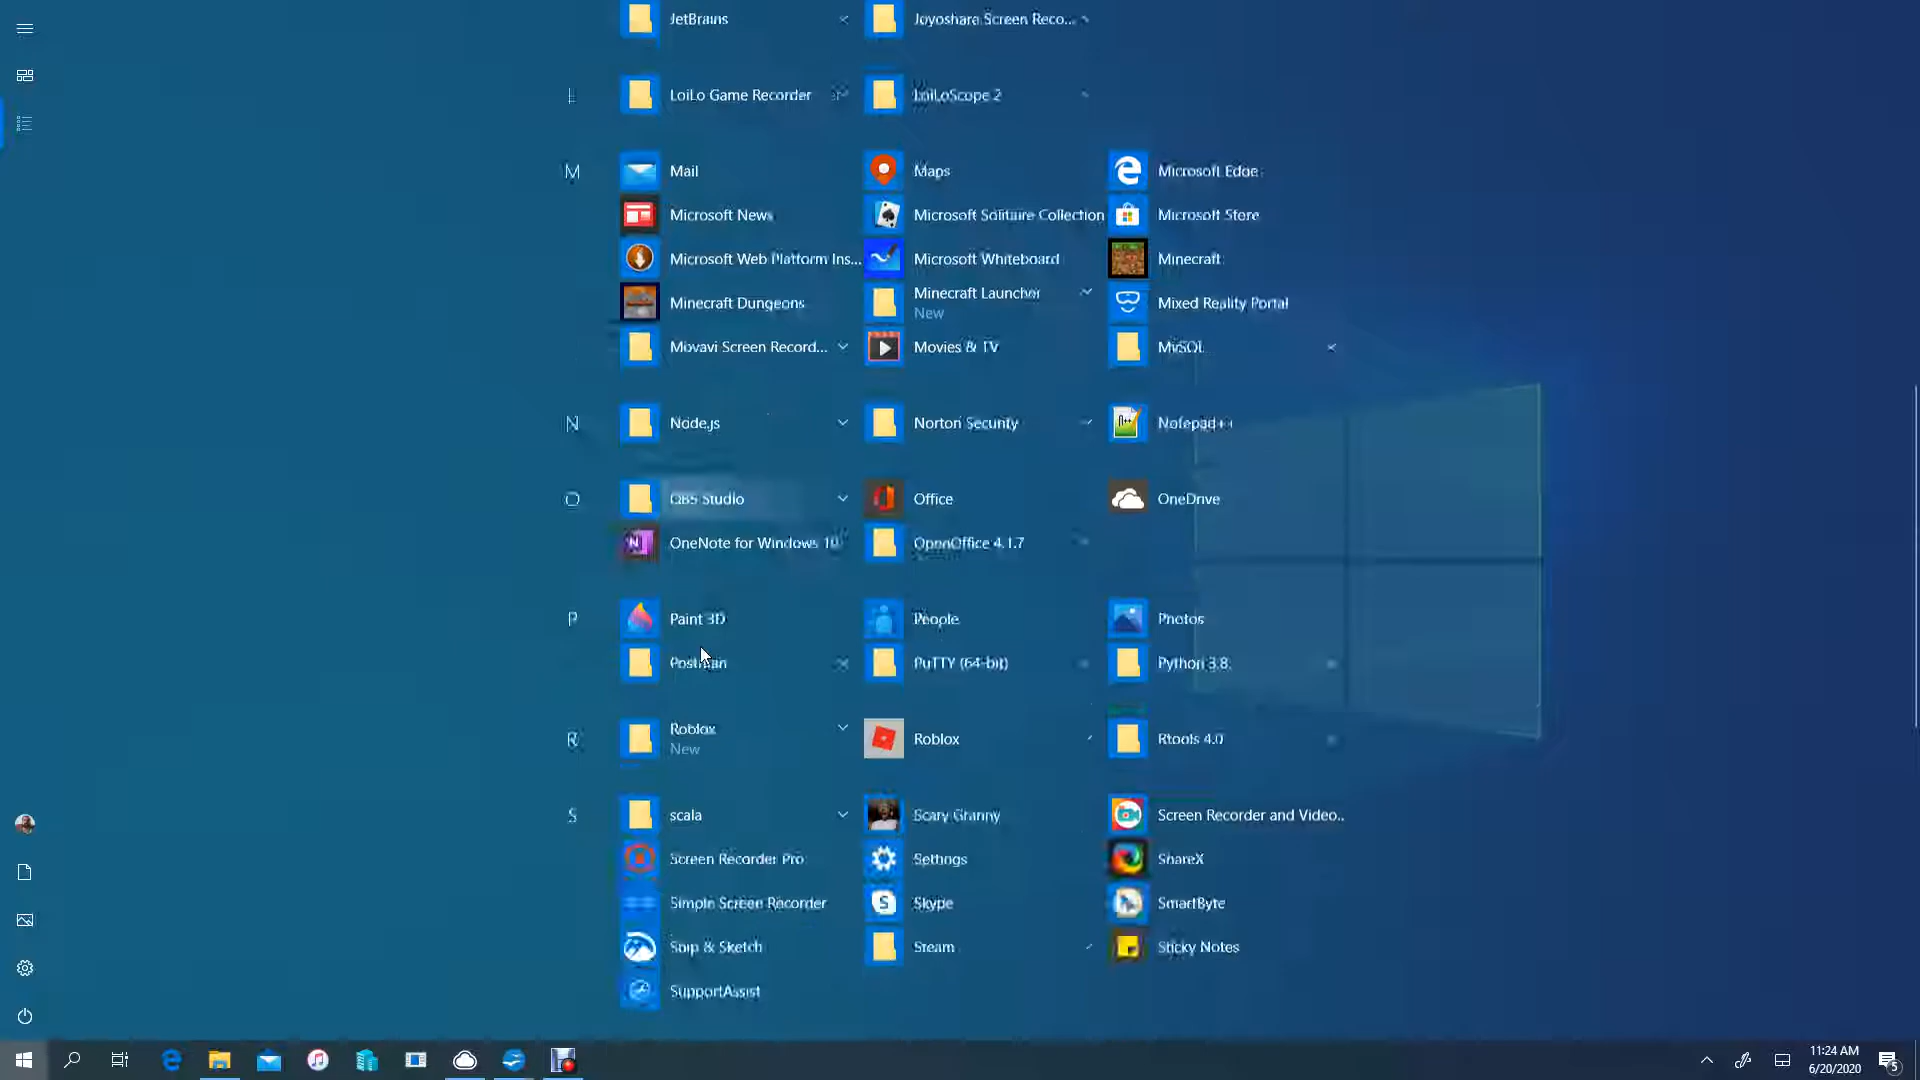 JetBrains Joyoshara Screen Reco...
L LoiLo Game Recorder LoiLoScope 2
M Mail Maps Microsoft Edge
Microsoft News Microsoft Solitaire Collection Microsoft Store
Microsoft Web Platform Ins... Microsoft Whiteboard Minecraft
Minecraft Dungeons Minecraft Launcher Mixed Reality Portal
New
Movavi Screen Record... Movies & TV MySQL
N Node.js Norton Security Notepad++
O OBS Studio Office OneDrive
OneNote for Windows 10 OpenOffice 4.1.7
P Paint 3D People Photos
Postman PuTTY (64-bit) Python 3.8
R Roblox Roblox Rtools 4.0
New
S scala Scary Granny Screen Recorder and Video..
Screen Recorder Pro Settings ShareX
Simple Screen Recorder Skype SmartByte
Snip & Sketch Steam Sticky Notes
SupportAssist
11:24 AM
6/20/2020
5